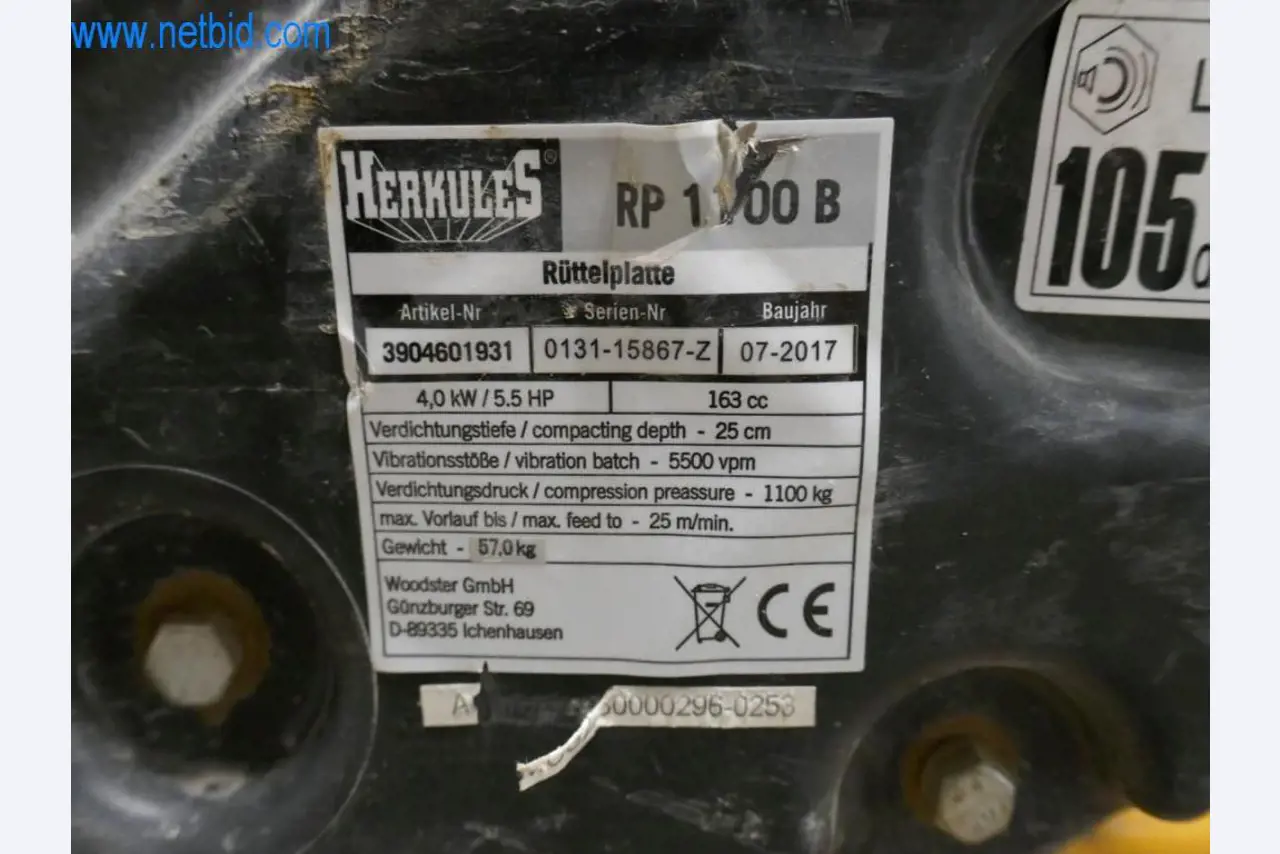 www.netbid.com
HERKULES®
RP 1100 B
Rüttelplatte
Artikel-Nr Serien-Nr Baujahr
3904601931 0131-15867-Z 07-2017
4,0 kW / 5.5 HP 163 cc
Verdichtungstiefe / compacting depth - 25 cm
Vibrationsstöße / vibration batch - 5500 vpm
Verdichtungsdruck / compression preassure - 1100 kg
max. Vorlauf bis / max. feed to - 25 m/min.
Gewicht - 57,0 kg
Woodster GmbH
Günzburger Str. 69
D-89335 Ichenhausen
CE
0000296-0253
105